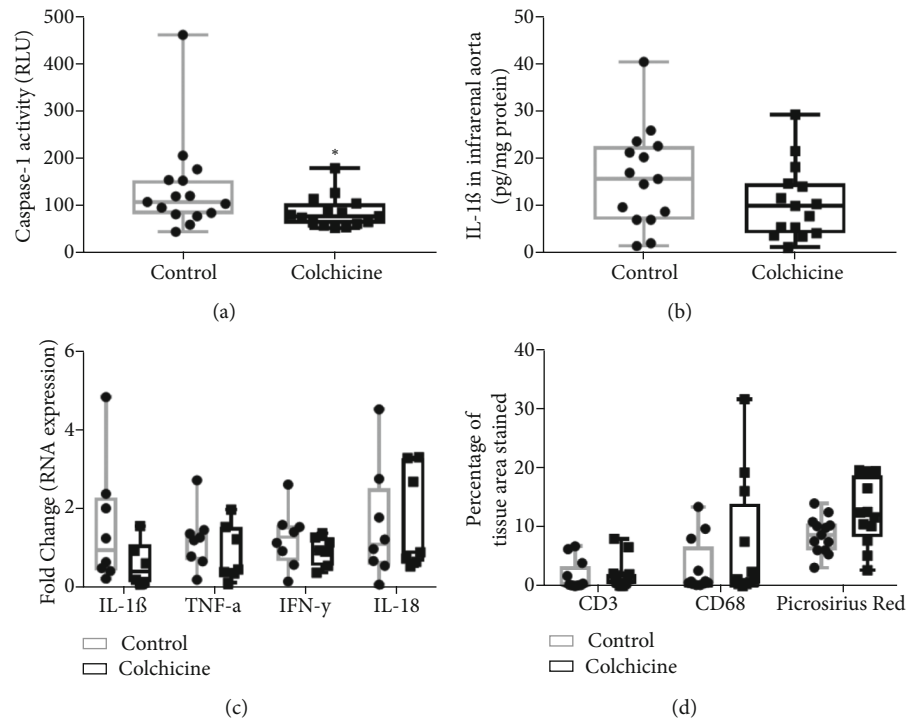 (a)
Caspase-1 activity (RLU)
500
400
300
200
100
0
*
Control
Colchicine
(b)
IL-1ß in infrarenal aorta
(pg/mg protein)
50
40
30
20
10
0
Control
Colchicine
Fold Change (RNA expression)
6
4
2
0
IL-1ß
TNF-a
IFN-y
IL-18
Control
Colchicine
(c)
Percentage of
tissue area stained
40
30
20
10
0
CD3
CD68
Picrosirius Red
Control
Colchicine
(d)